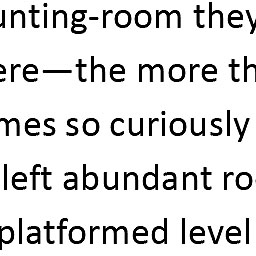 unting-room they
ere—the more th
mes so curiously
left abundant ro
platformed level